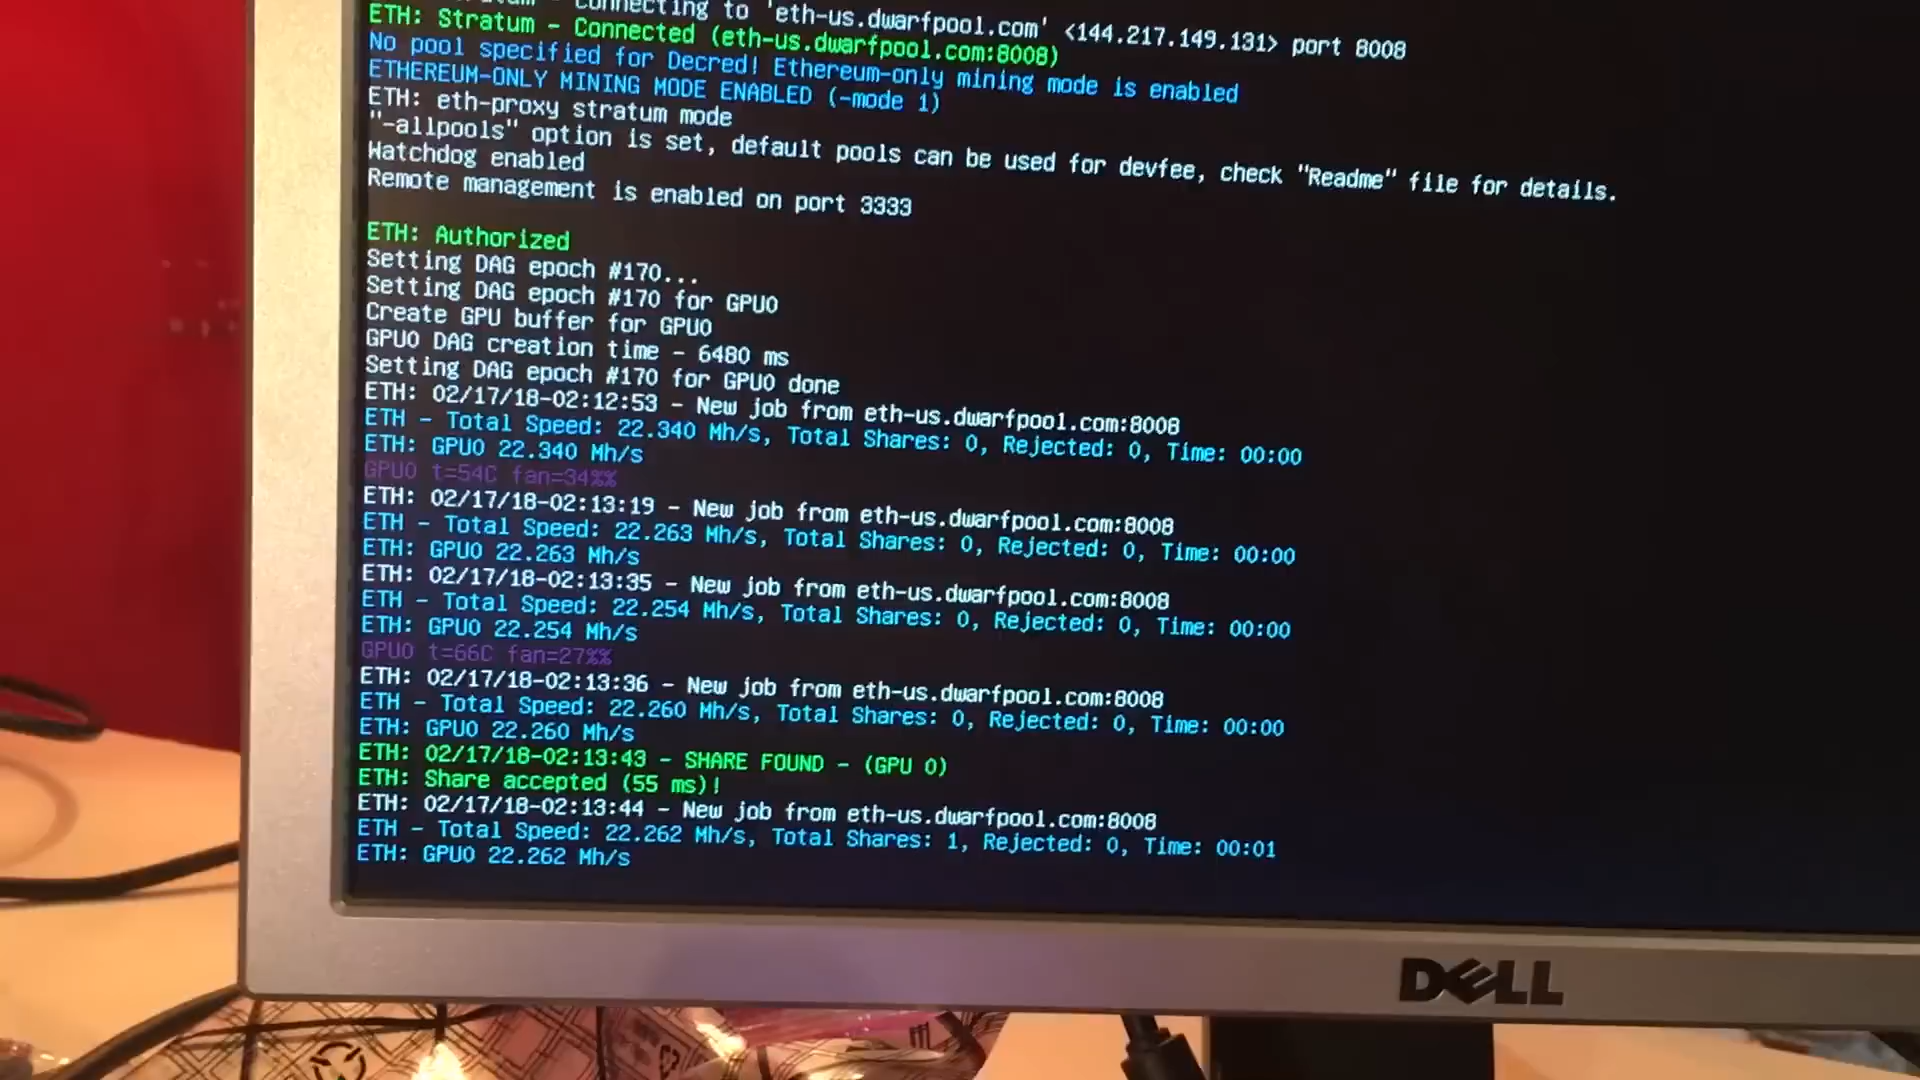 Connecting to 'eth-us.dwarfpool.com' <144.217.149.131> port 8008
ETH: Stratum - Connected (eth-us.dwarfpool.com:8008)
No pool specified for Decred! Ethereum-only mining mode is enabled
ETHEREUM-ONLY MINING MODE ENABLED (-mode 1)
ETH: eth-proxy stratum mode
"-allpools" option is set, default pools can be used for devfee, check "Readme" file for details.
Watchdog enabled
Remote management is enabled on port 3333
ETH: Authorized
Setting DAG epoch #170...
Setting DAG epoch #170 for GPU0
Create GPU buffer for GPU0
GPU0 DAG creation time - 6480 ms
Setting DAG epoch #170 for GPU0 done
ETH: 02/17/18-02:12:53 - New job from eth-us.dwarfpool.com:8008
ETH - Total Speed: 22.340 Mh/s, Total Shares: 0, Rejected: 0, Time: 00:00
ETH: GPU0 22.340 Mh/s
GPU0 t=54C fan=34%%
ETH: 02/17/18-02:13:19 - New job from eth-us.dwarfpool.com:8008
ETH - Total Speed: 22.263 Mh/s, Total Shares: 0, Rejected: 0, Time: 00:00
ETH: GPU0 22.263 Mh/s
ETH: 02/17/18-02:13:35 - New job from eth-us.dwarfpool.com:8008
ETH - Total Speed: 22.254 Mh/s, Total Shares: 0, Rejected: 0, Time: 00:00
ETH: GPU0 22.254 Mh/s
GPU0 t=66C fan=27%%
ETH: 02/17/18-02:13:36 - New job from eth-us.dwarfpool.com:8008
ETH - Total Speed: 22.260 Mh/s, Total Shares: 0, Rejected: 0, Time: 00:00
ETH: GPU0 22.260 Mh/s
ETH: 02/17/18-02:13:43 - SHARE FOUND - (GPU 0)
ETH: Share accepted (55 ms)!
ETH: 02/17/18-02:13:44 - New job from eth-us.dwarfpool.com:8008
ETH - Total Speed: 22.262 Mh/s, Total Shares: 1, Rejected: 0, Time: 00:01
ETH: GPU0 22.262 Mh/s
DELL